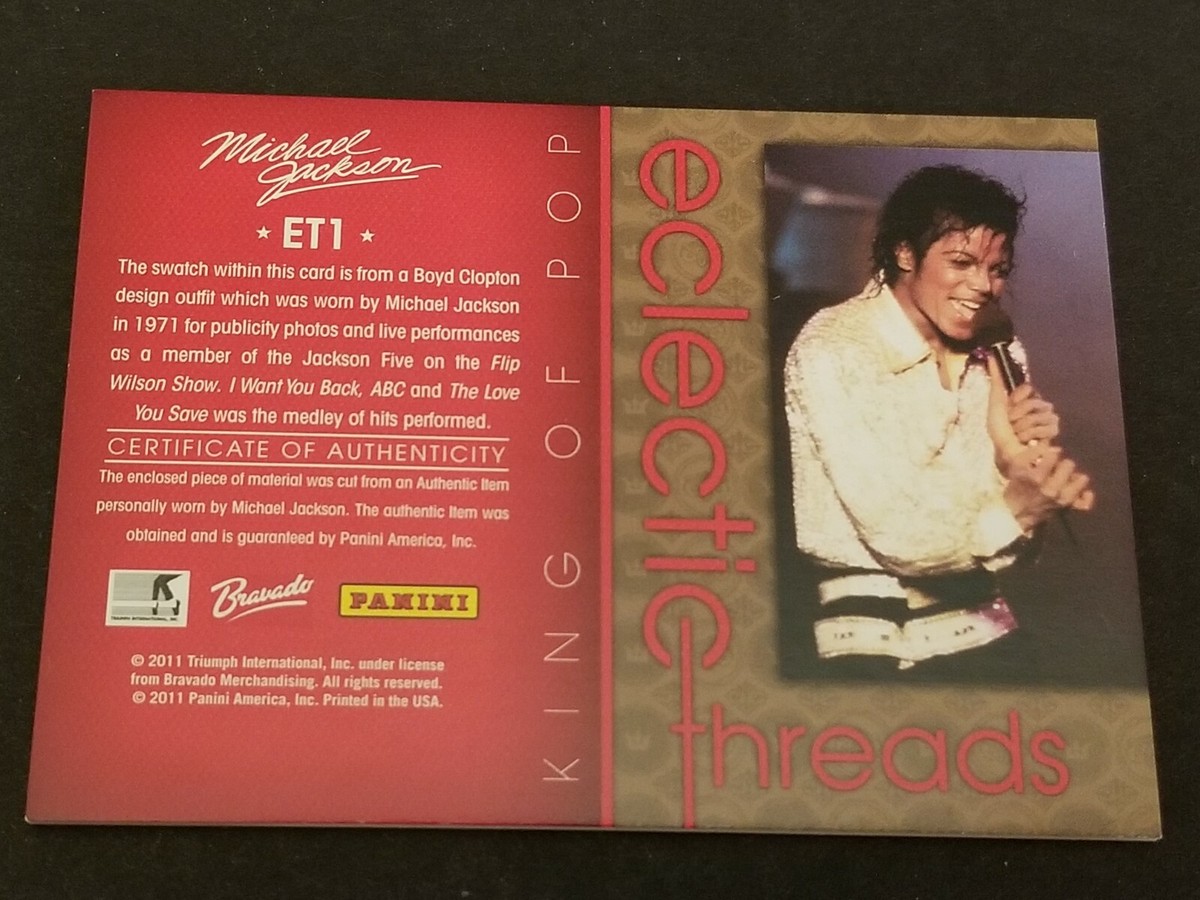 Michael
Jackson
★ ET1 ★
The swatch within this card is from a Boyd Clopton
design outfit which was worn by Michael Jackson
in 1971 for publicity photos and live performances
as a member of the Jackson Five on the Flip
Wilson Show. I Want You Back, ABC and The Love
You Save was the medley of hits performed.
CERTIFICATE OF AUTHENTICITY
The enclosed piece of material was cut from an Authentic Item
personally worn by Michael Jackson. The authentic Item was
obtained and is guaranteed by Panini America, Inc.
TRIUMPH INTERNATIONAL, INC.
Bravado
PANINI
© 2011 Triumph International, Inc. under license
from Bravado Merchandising. All rights reserved.
© 2011 Panini America, Inc. Printed in the USA.
KING OF POP
eclectic
threads